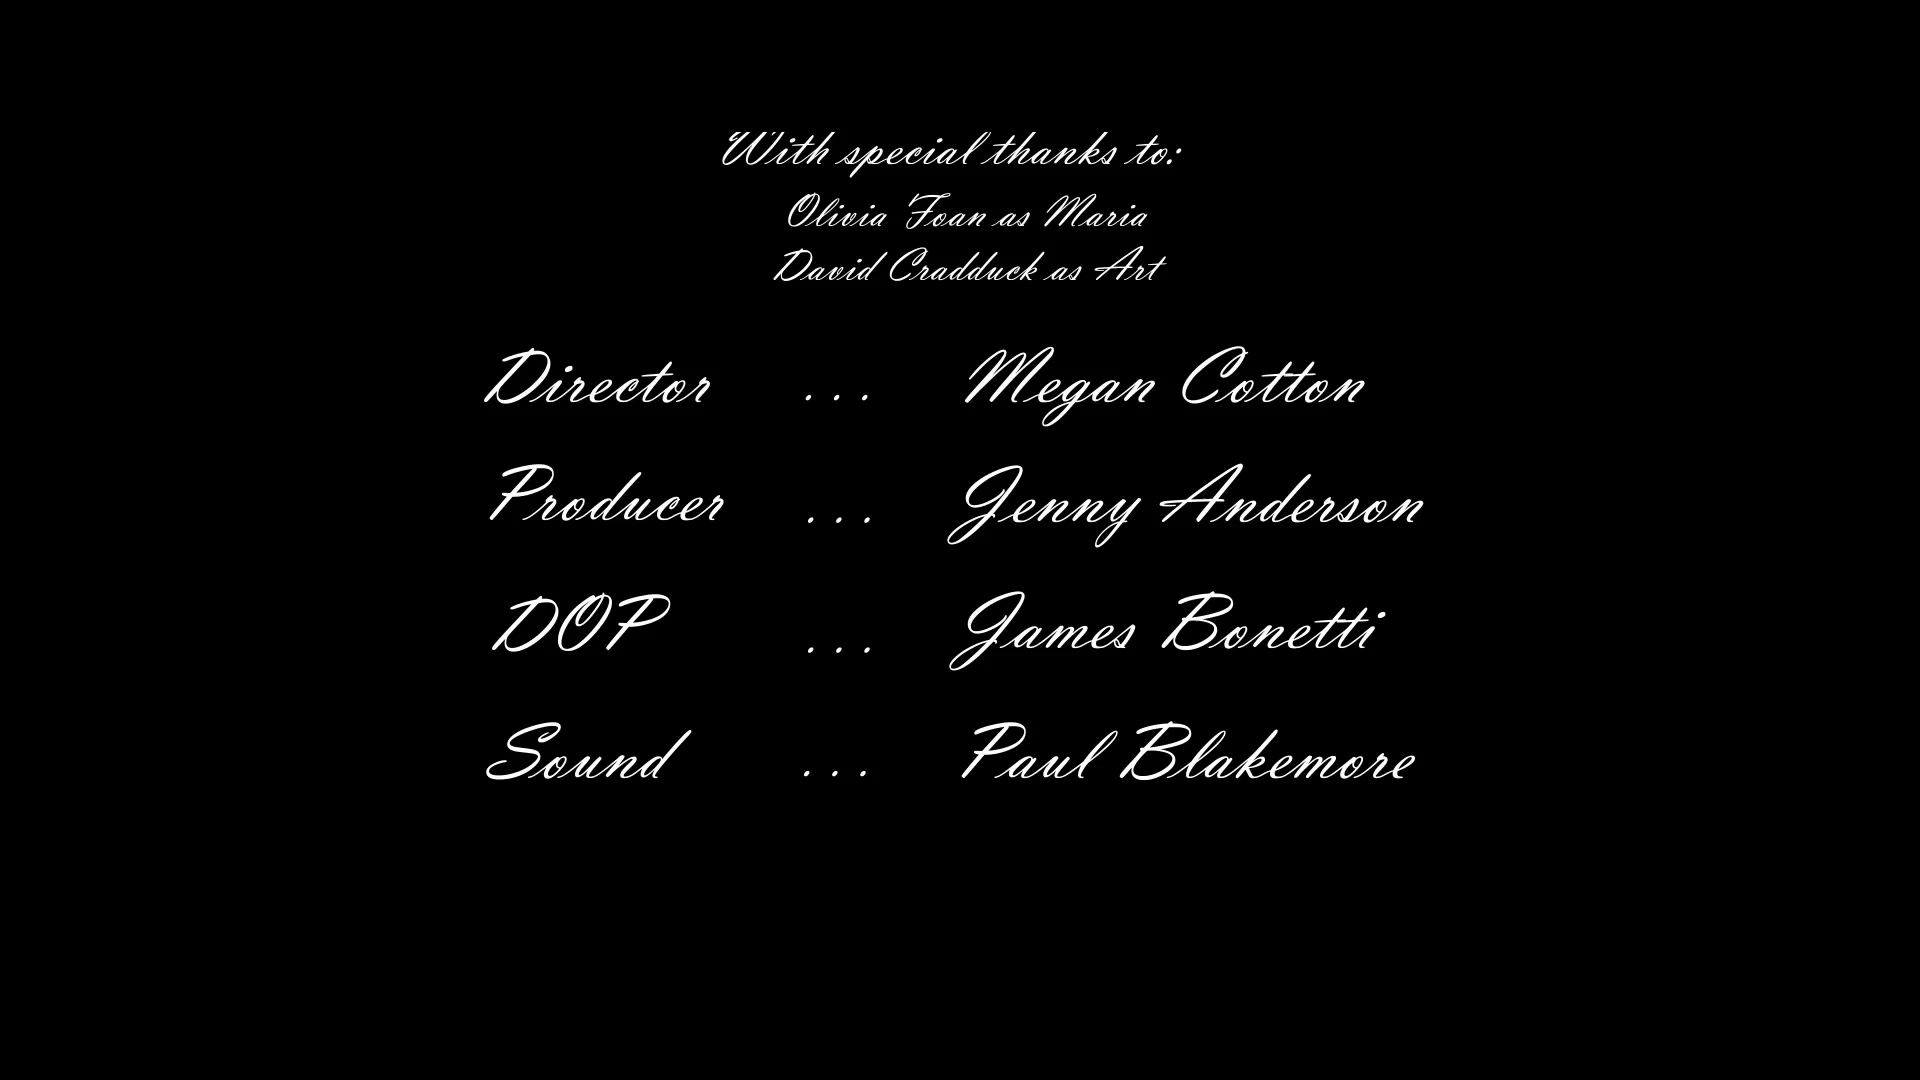 With special thanks to:
Olivia Foan as Maria
David Cradduck as Art
Director ... Megan Cotton
Producer ... Jenny Anderson
DOP ... James Bonetti
Sound ... Paul Blakemore